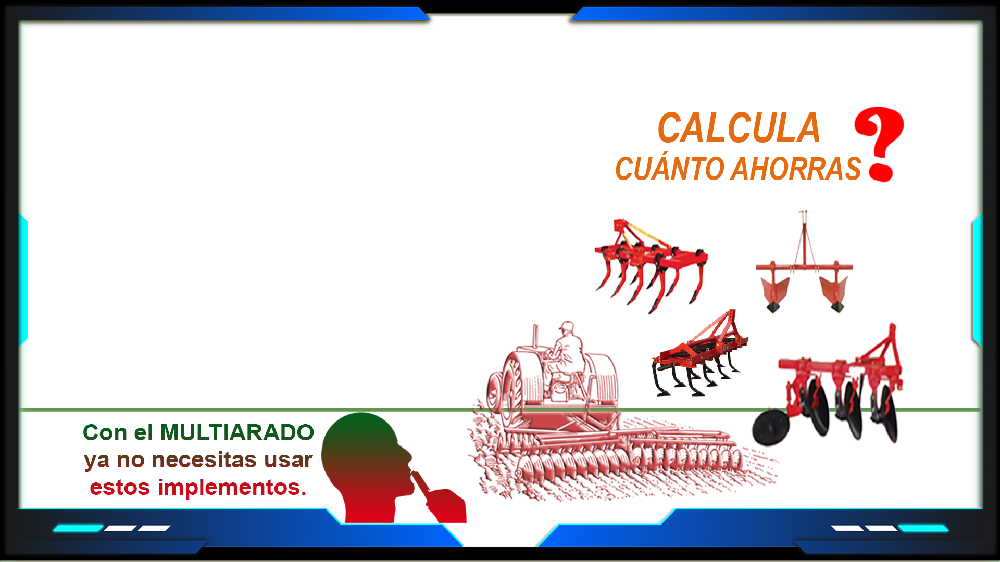 CALCULA
CUÁNTO AHORRAS?
Con el MULTIARADO
ya no necesitas usar
estos implementos.